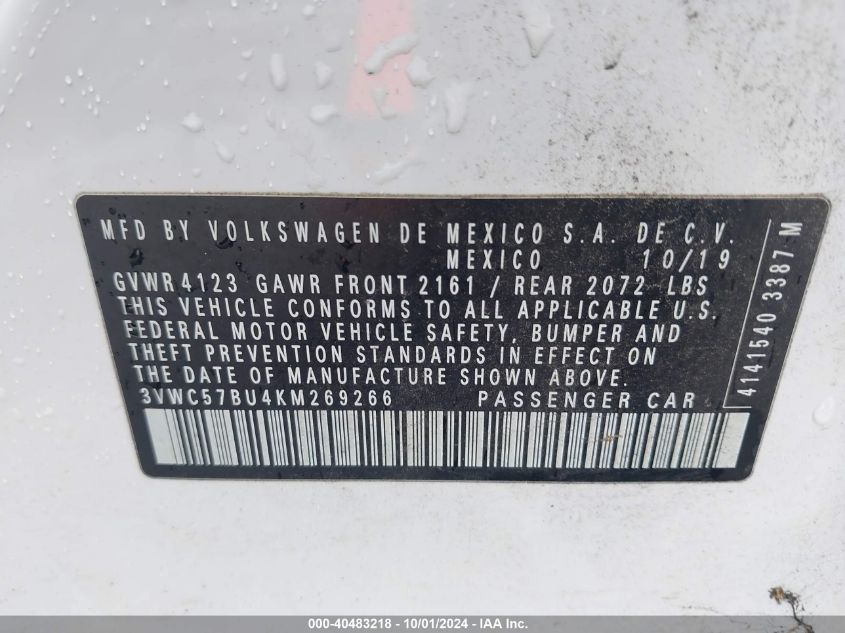 MFD BY VOLKSWAGEN DE MEXICO S.A. DE C.V.
MEXICO 10/19
GVWR 4123 GAWR FRONT 2161 / REAR 2072 LBS
THIS VEHICLE CONFORMS TO ALL APPLICABLE U.S.
FEDERAL MOTOR VEHICLE SAFETY, BUMPER AND
THEFT PREVENTION STANDARDS IN EFFECT ON
THE DATE OF MANUFACTURE SHOWN ABOVE.
3VWC57BU4KM269266 PASSENGER CAR
4141540 3387 M
000-40483218 - 10/01/2024 - IAA Inc.